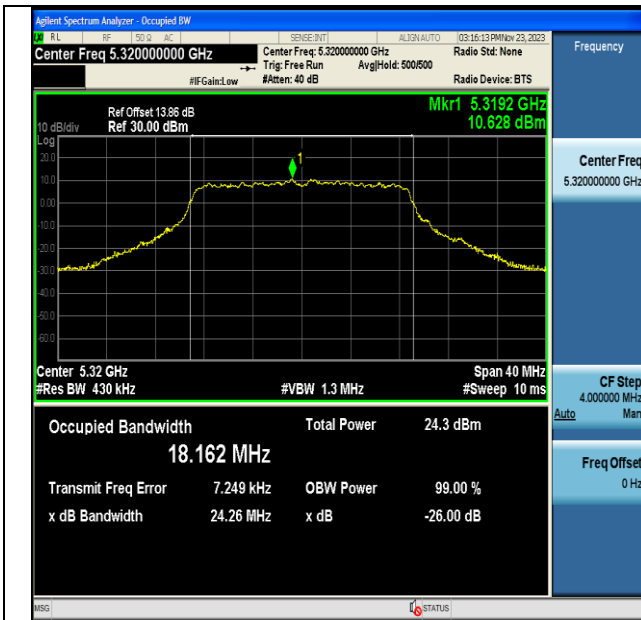 Agilent Spectrum Analyzer - Occupied BW
RL RF 50 Ω AC SENSE:INT ALIGN AUTO 03:16:13 PM Nov 23, 2023
Center Freq 5.320000000 GHz Center Freq: 5.320000000 GHz Radio Std: None Frequency
Trig: Free Run Avg|Hold: 500/500
#IFGain:Low #Atten: 40 dB Radio Device: BTS
Ref Offset 13.86 dB Mkr1 5.3192 GHz
10 dB/div Ref 30.00 dBm 10.628 dBm
Log
20.0
10.0
0.00
-10.0
-20.0
-30.0
-40.0
-50.0
-60.0
1
Center Freq
5.320000000 GHz
Center 5.32 GHz Span 40 MHz
#Res BW 430 kHz #VBW 1.3 MHz #Sweep 10 ms
CF Step
4.000000 MHz
Auto Man
Occupied Bandwidth Total Power 24.3 dBm
18.162 MHz
Freq Offset
0 Hz
Transmit Freq Error 7.249 kHz OBW Power 99.00 %
x dB Bandwidth 24.26 MHz x dB -26.00 dB
MSG STATUS